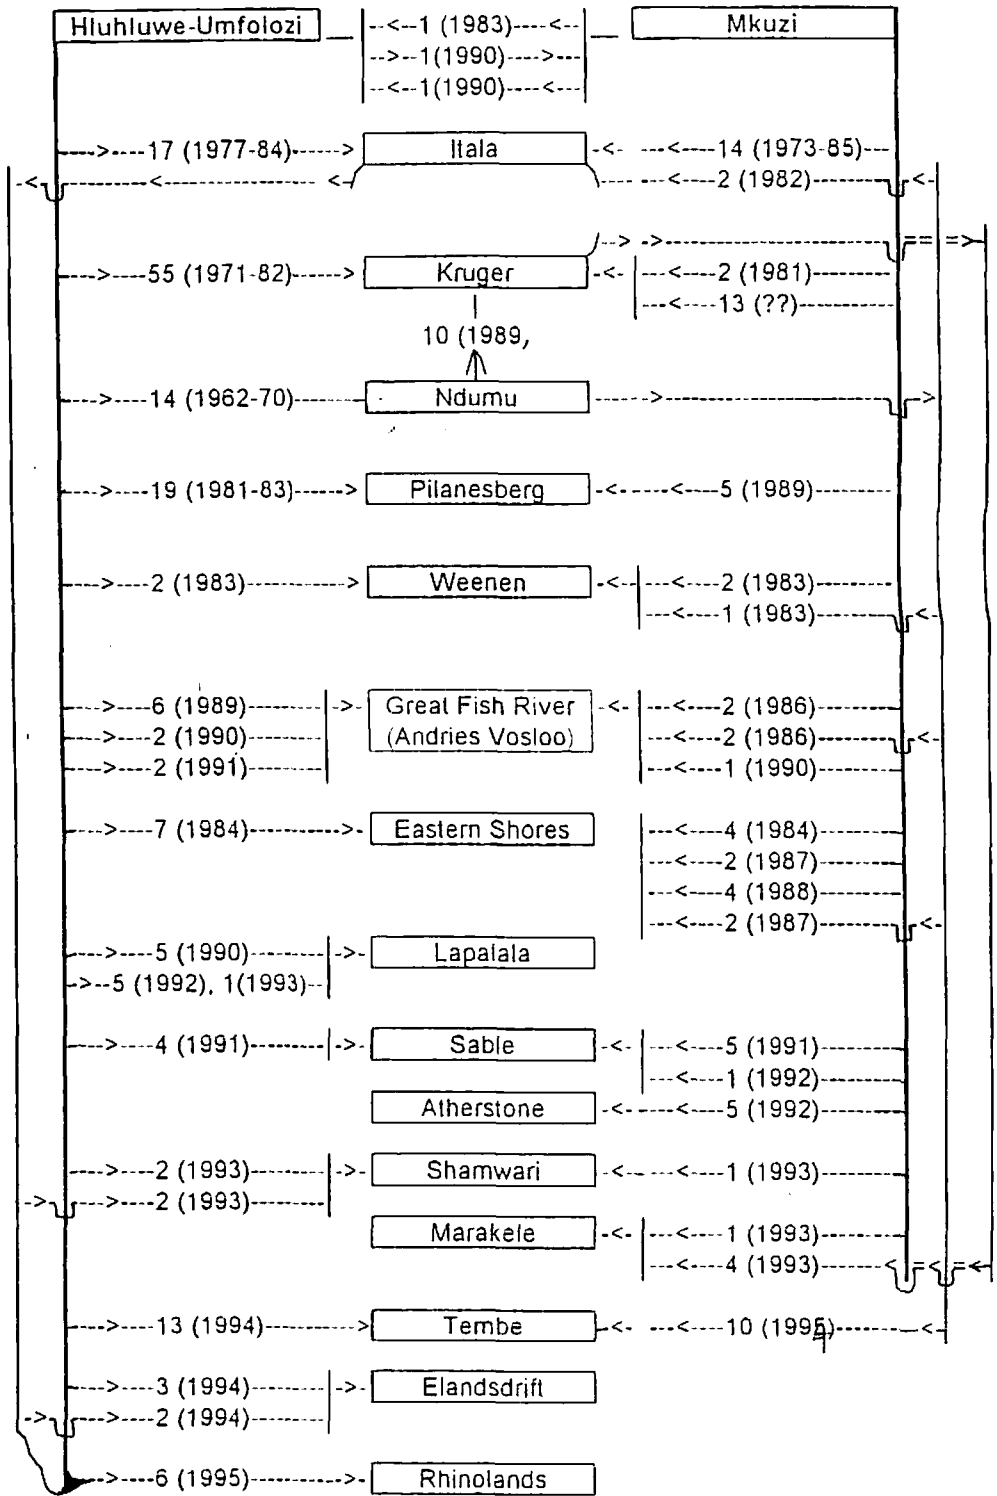 Hluhluwe-Umfolozi 1 (1983) Mkuzi
1(1990)
1(1990)
17 (1977-84) Itala 14 (1973-85)
2 (1982)
55 (1971-82) Kruger 2 (1981)
13 (??)
10 (1989,
14 (1962-70) Ndumu
19 (1981-83) Pilanesberg 5 (1989)
2 (1983) Weenen 2 (1983)
1 (1983)
6 (1989) Great Fish River 2 (1986)
2 (1990) (Andries Vosloo) 2 (1986)
2 (1991) 1 (1990)
7 (1984) Eastern Shores 4 (1984)
2 (1987)
4 (1988)
2 (1987)
5 (1990) Lapalala
5 (1992), 1(1993)
4 (1991) Sable 5 (1991)
1 (1992)
Atherstone 5 (1992)
2 (1993) Shamwari 1 (1993)
2 (1993)
Marakele 1 (1993)
4 (1993)
13 (1994) Tembe 10 (1995)
3 (1994) Elandsdrift
2 (1994)
6 (1995) Rhinolands